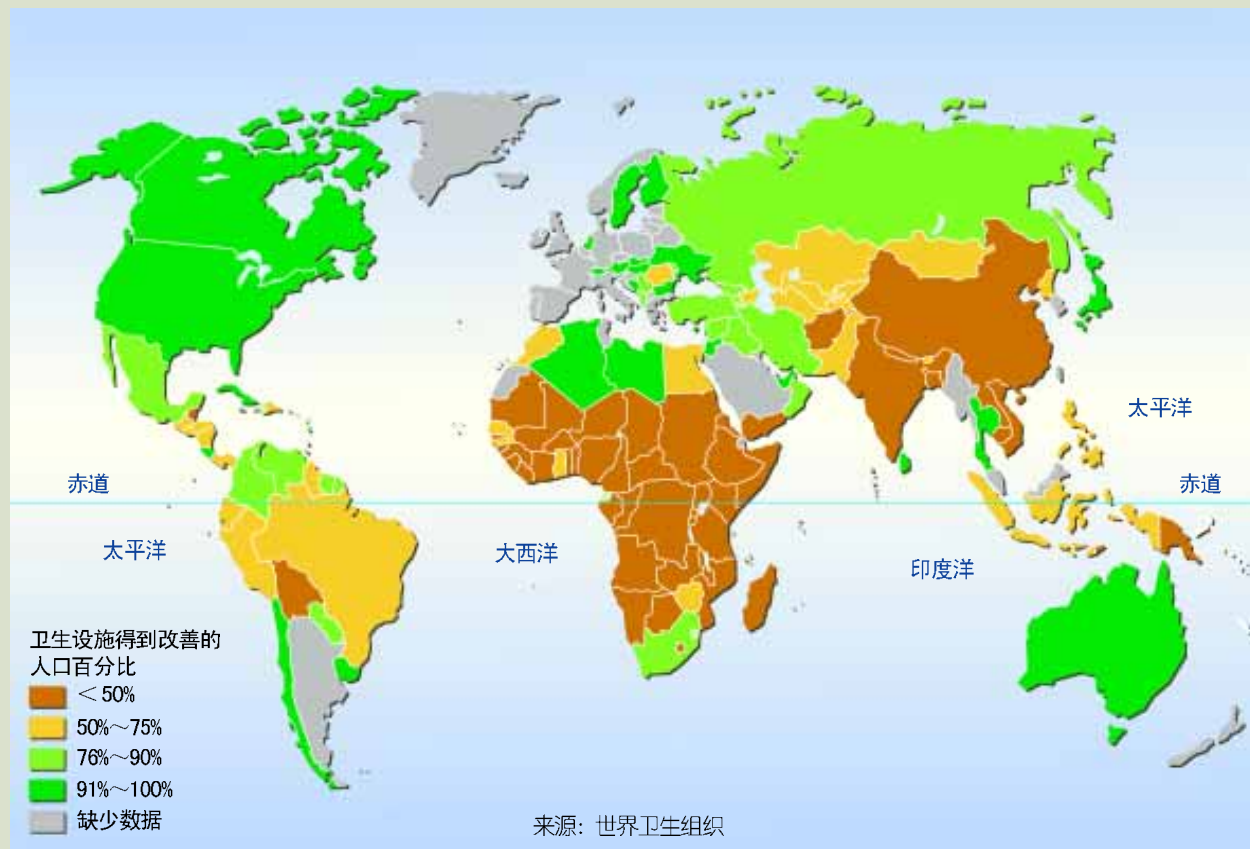 太平洋
赤道
赤道
太平洋
大西洋
印度洋
卫生设施得到改善的
人口百分比
＜50%
50%～75%
76%～90%
91%～100%
缺少数据
来源：世界卫生组织